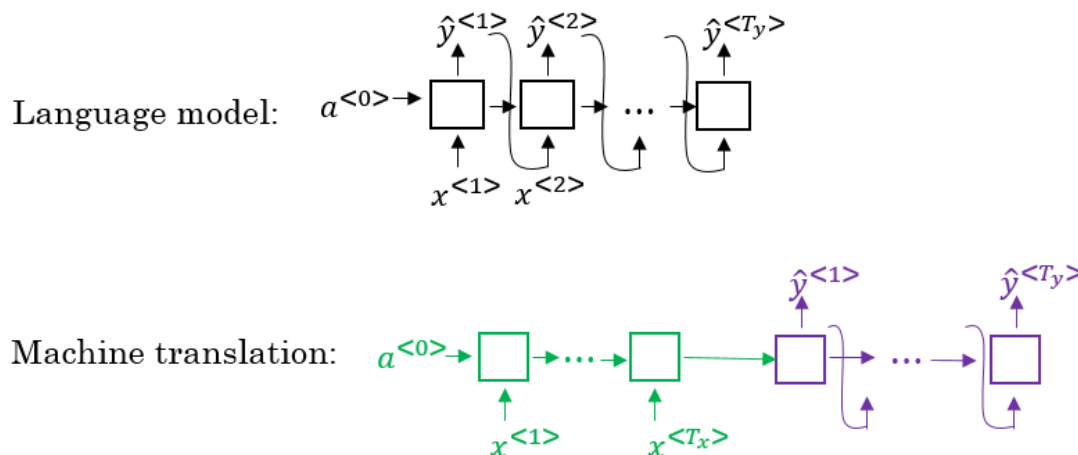 ŷ<1> ŷ<2> ŷ<Ty>
Language model: a<0> ...
x<1> x<2>
ŷ<1> ŷ<Ty>
Machine translation: a<0> ... ...
x<1> x<Tx>